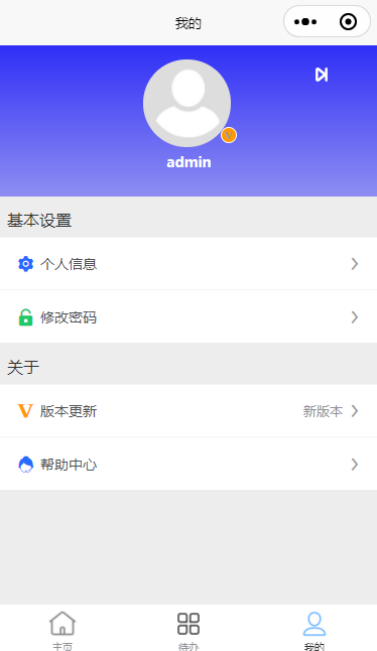 我的
admin
基本设置
个人信息
修改密码
关于
V 版本更新 新版本
帮助中心
主页 待办 我的